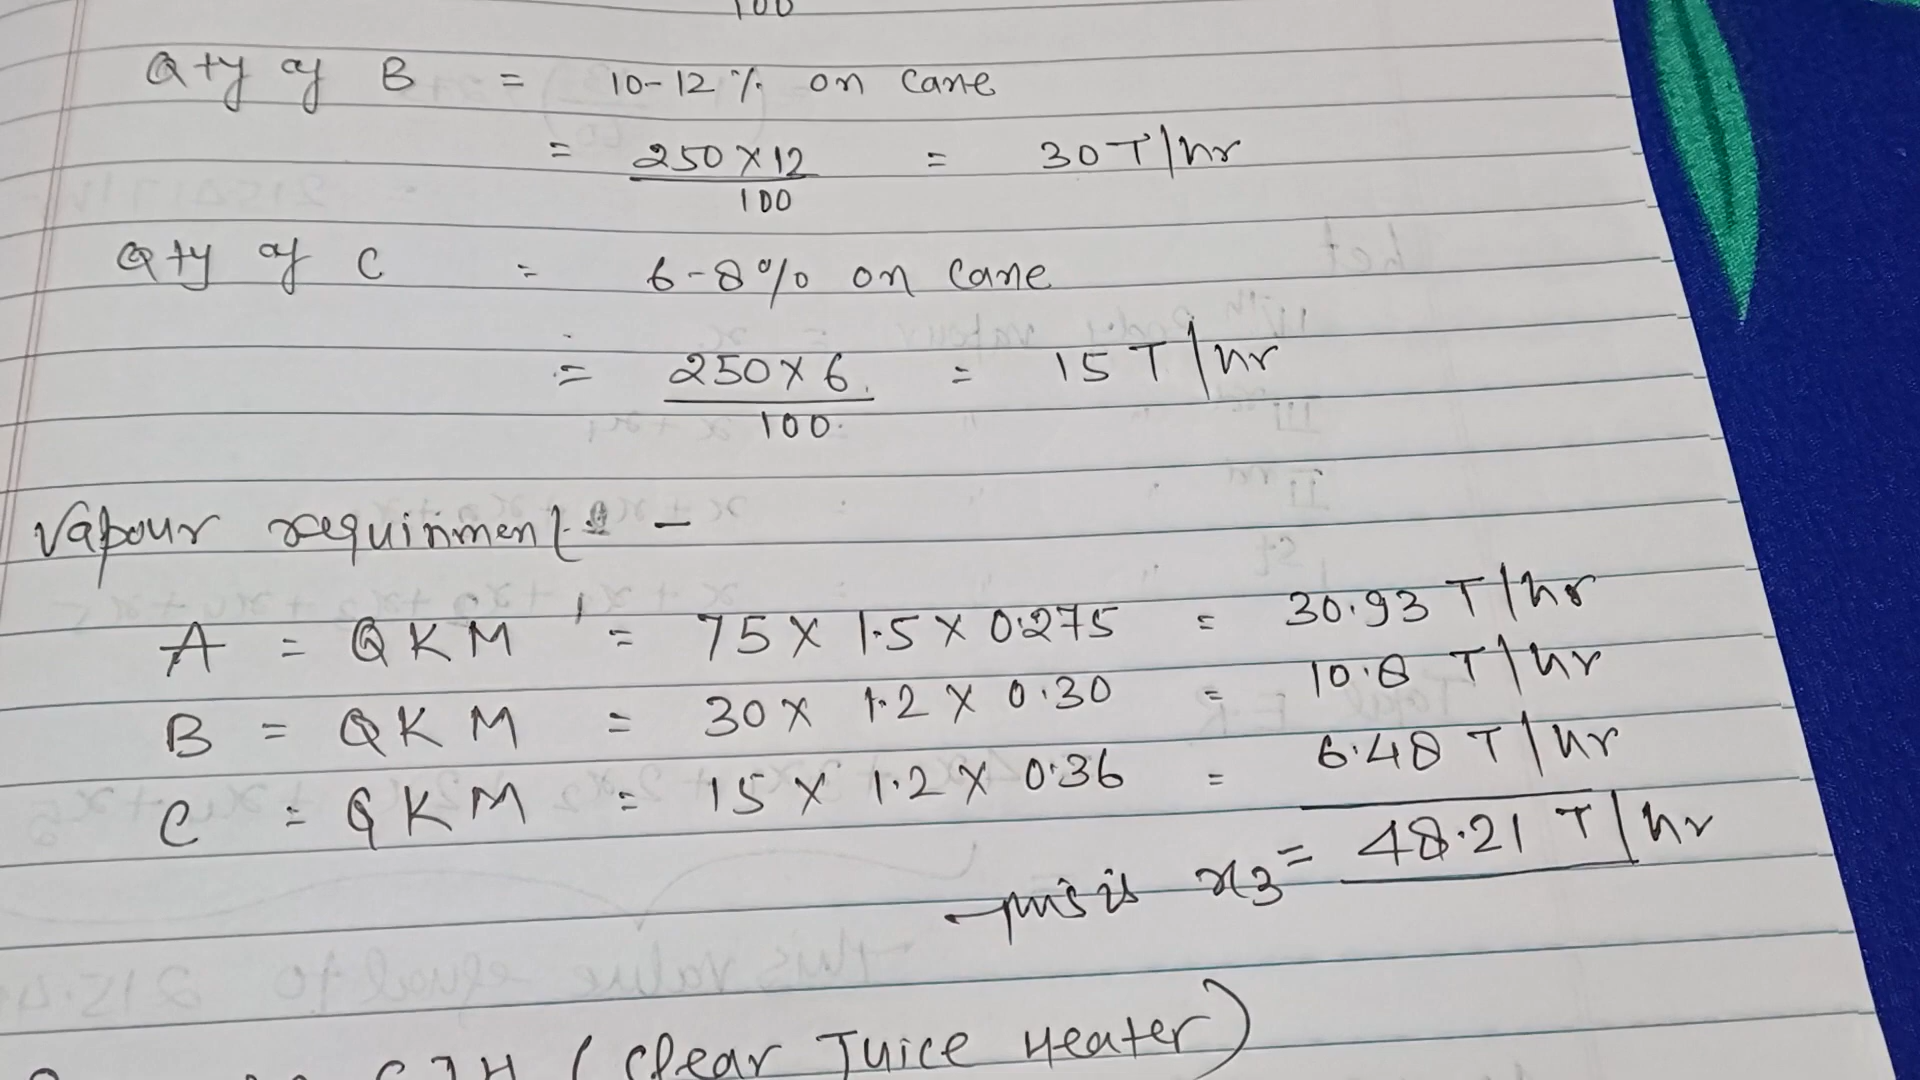 100
Qty of B = 10-12 % on cane
= 250 X 12 = 30 T/hr
100
Qty of C = 6-8% on cane
= 250 X 6. = 15 T/hr
100.
Vapour requinment -
A = QKM = 75 X 1.5 X 0.275 = 30.93 T/hr
B = QKM = 30 X 1.2 X 0.30 = 10.8 T/hr
C = QKM = 15 X 1.2 X 0.36 = 6.48 T/hr
This is x3 = 48.21 T/hr
CJH (Clear Juice Heater)